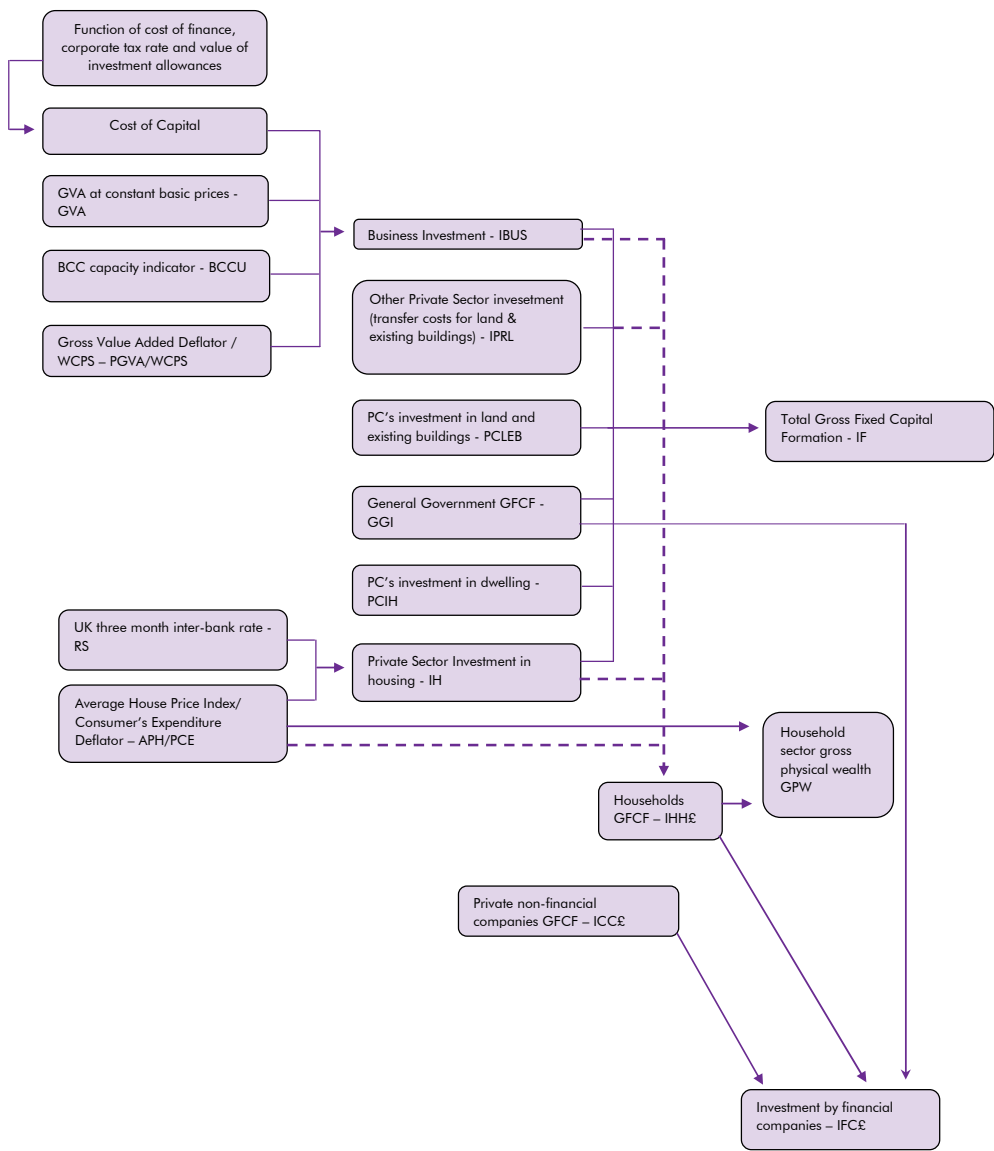 Function of cost of finance,
corporate tax rate and value of
investment allowances
Cost of Capital
GVA at constant basic prices -
GVA
BCC capacity indicator - BCCU
Gross Value Added Deflator /
WCPS – PGVA/WCPS
Business Investment - IBUS
Other Private Sector invesetment
(transfer costs for land &
existing buildings) - IPRL
PC’s investment in land and
existing buildings - PCLEB
Total Gross Fixed Capital
Formation - IF
General Government GFCF -
GGI
PC’s investment in dwelling -
PCIH
UK three month inter-bank rate -
RS
Private Sector Investment in
housing - IH
Average House Price Index/
Consumer’s Expenditure
Deflator – APH/PCE
Household
sector gross
physical wealth
GPW
Households
GFCF – IHH£
Private non-financial
companies GFCF – ICC£
Investment by financial
companies – IFC£